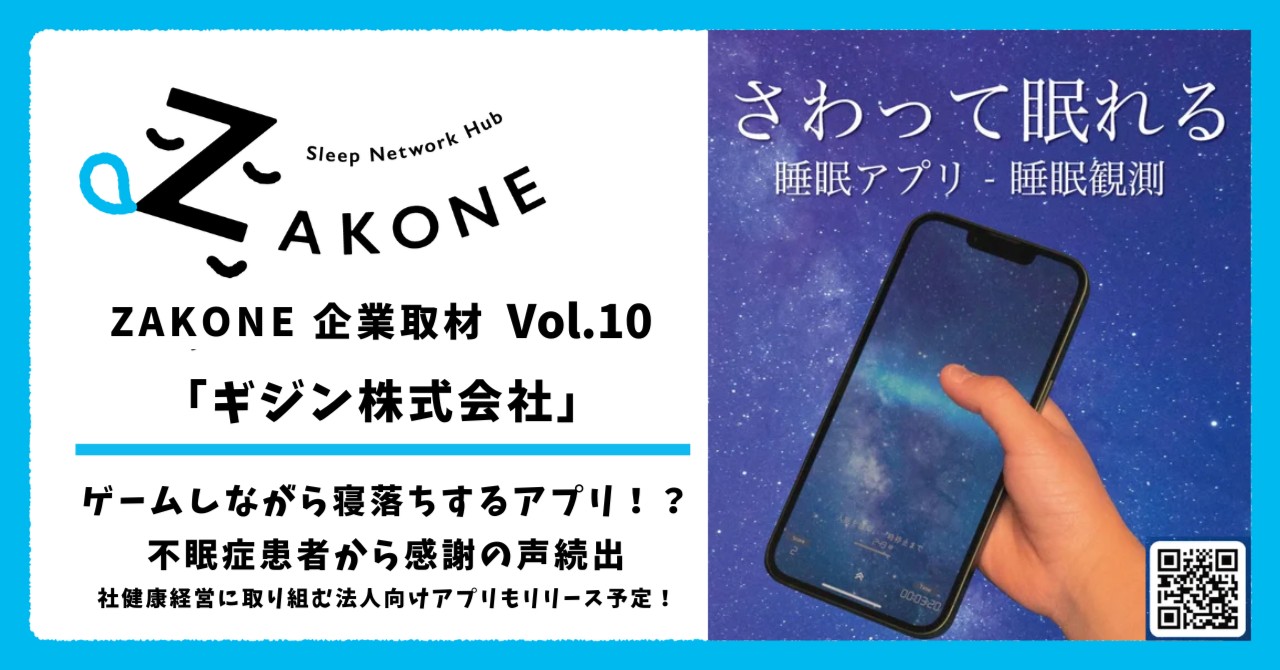 Sleep Network Hub
ZAKONE
ZAKONE 企業取材 Vol.10
「ギジン株式会社」
ゲームしながら寝落ちするアプリ！？
不眠症患者から感謝の声続出
社健康経営に取り組む法人向けアプリもリリース予定！
さわって眠れる
睡眠アプリ - 睡眠観測
00:03:20